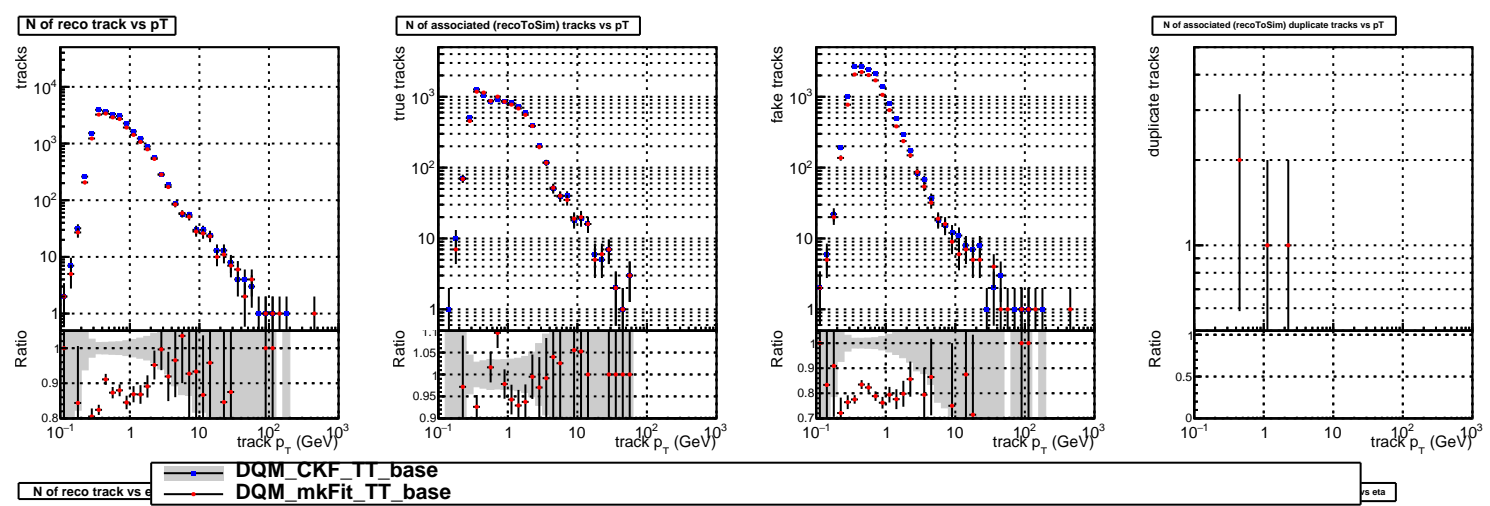 N of reco track vs pT
N of associated (recoToSim) tracks vs pT
N of associated (recoToSim) duplicate tracks vs pT
tracks
10^4
10^3
10^2
10
1
Ratio
1
0.9
0.8
10^-1 1 10 10^2 10^3
track p_T (GeV)
true tracks
10^3
10^2
10
1
Ratio
1.1
1.05
1
0.95
0.9
10^-1 1 10 10^2 10^3
track p_T (GeV)
fake tracks
10^3
10^2
10
1
Ratio
1
0.9
0.8
0.7
10^-1 1 10 10^2 10^3
track p_T (GeV)
duplicate tracks
1
Ratio
1
0.5
0
10^-1 1 10 10^2 10^3
track p_T (GeV)
DQM_CKF_TT_base
DQM_mkFit_TT_base
N of reco track vs e
vs eta